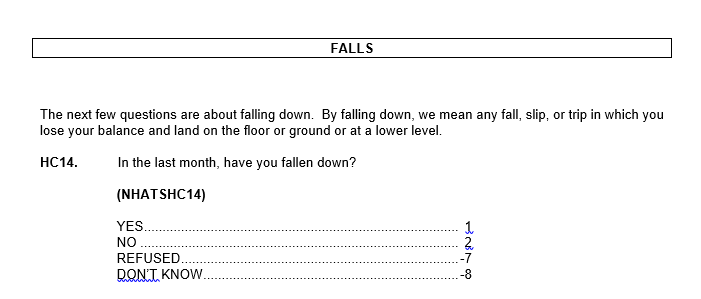 FALLS
The next few questions are about falling down. By falling down, we mean any fall, slip, or trip in which you
lose your balance and land on the floor or ground or at a lower level.
HC14. In the last month, have you fallen down?
(NHATSHC14)
YES.................................................................................... 1
NO ..................................................................................... 2
REFUSED..........................................................................-7
DON'T KNOW....................................................................-8